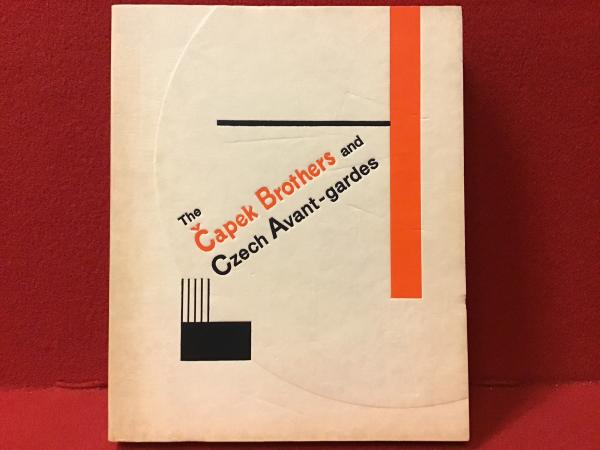 The
Čapek Brothers and
Czech Avant-gardes